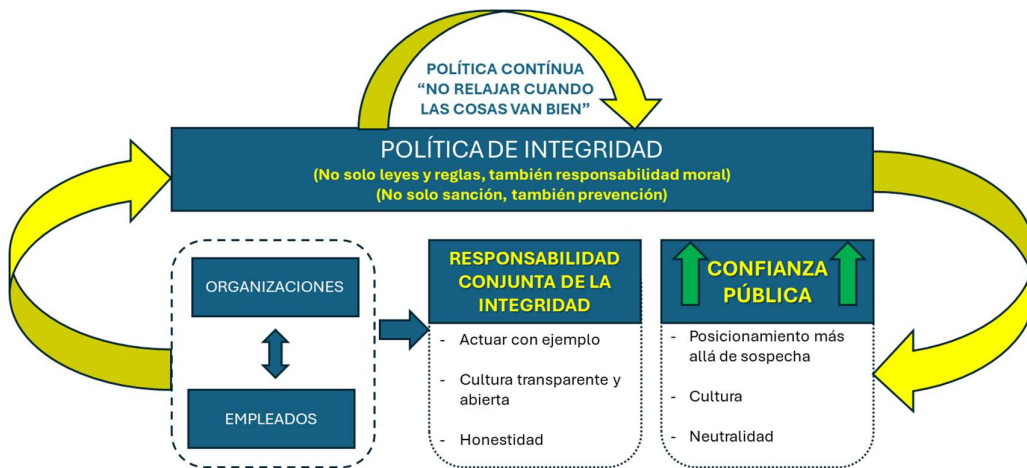 POLÍTICA CONTÍNUA
“NO RELAJAR CUANDO
LAS COSAS VAN BIEN”
POLÍTICA DE INTEGRIDAD
(No solo leyes y reglas, también responsabilidad moral)
(No solo sanción, también prevención)
ORGANIZACIONES
EMPLEADOS
RESPONSABILIDAD
CONJUNTA DE LA
INTEGRIDAD
- Actuar con ejemplo
- Cultura transparente y
abierta
- Honestidad
CONFIANZA
PÚBLICA
- Posicionamiento más
allá de sospecha
- Cultura
- Neutralidad